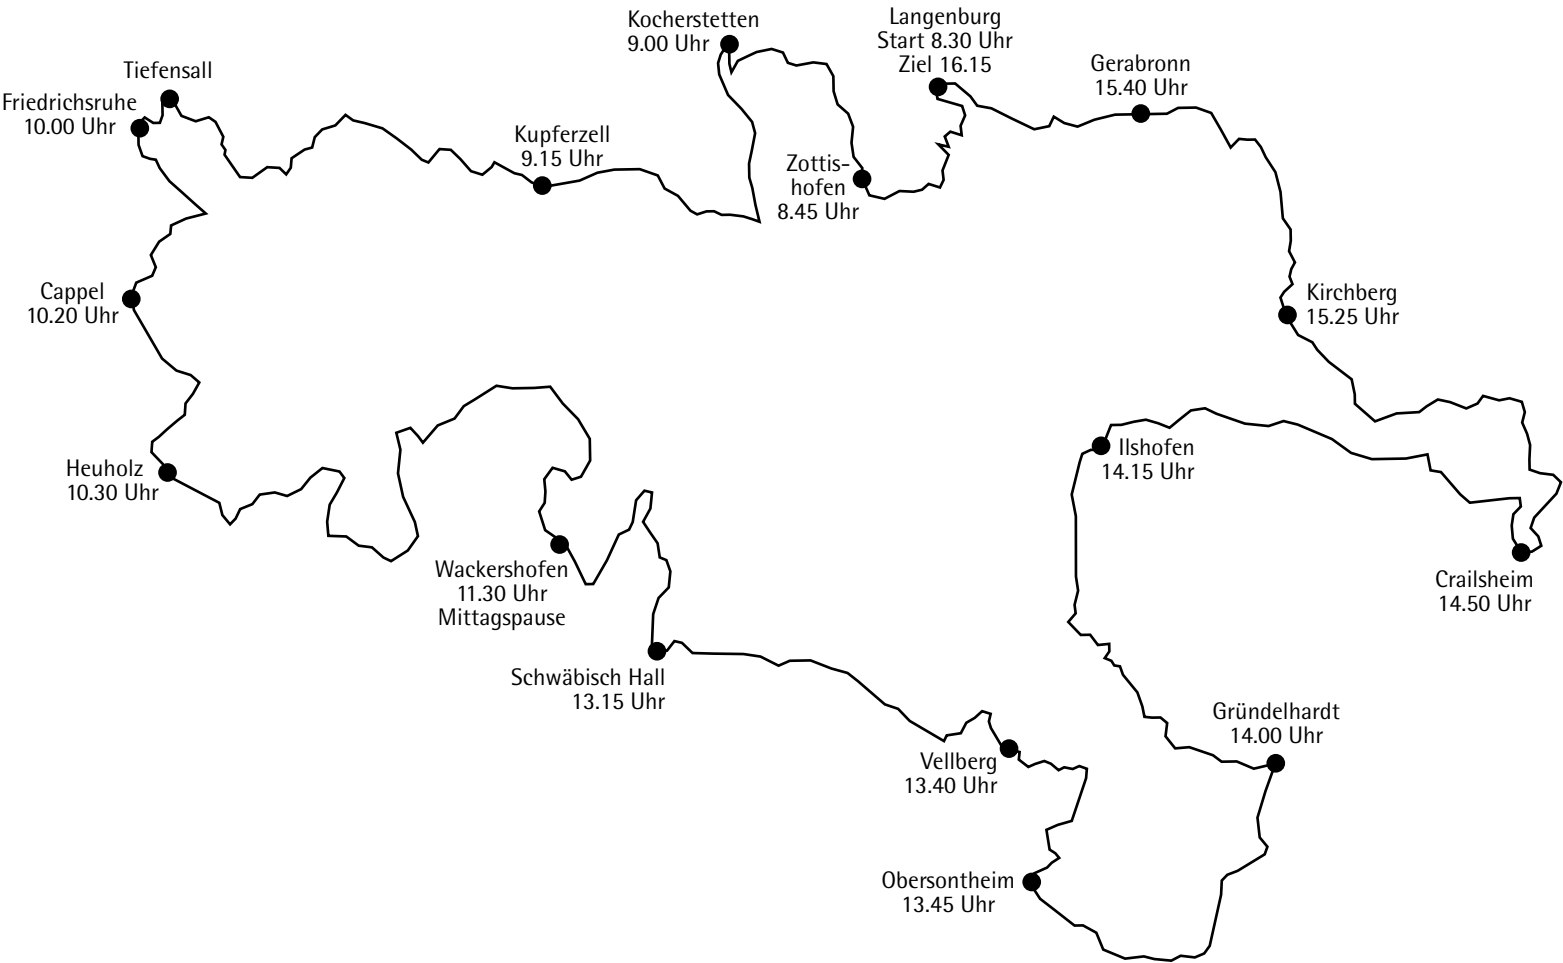 Kocherstetten
9.00 Uhr
Langenburg
Start 8.30 Uhr
Ziel 16.15
Gerabronn
15.40 Uhr
Tiefensall
Friedrichsruhe
10.00 Uhr
Kupferzell
9.15 Uhr
Zottis-
hofen
8.45 Uhr
Cappel
10.20 Uhr
Kirchberg
15.25 Uhr
Heuholz
10.30 Uhr
Ilshofen
14.15 Uhr
Wackershofen
11.30 Uhr
Mittagspause
Crailsheim
14.50 Uhr
Schwäbisch Hall
13.15 Uhr
Gründelhardt
14.00 Uhr
Vellberg
13.40 Uhr
Obersontheim
13.45 Uhr